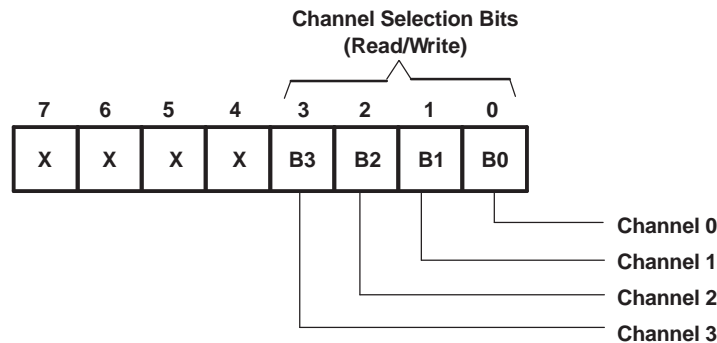 Channel Selection Bits
(Read/Write)
7 6 5 4 3 2 1 0
X X X X B3 B2 B1 B0
Channel 0
Channel 1
Channel 2
Channel 3